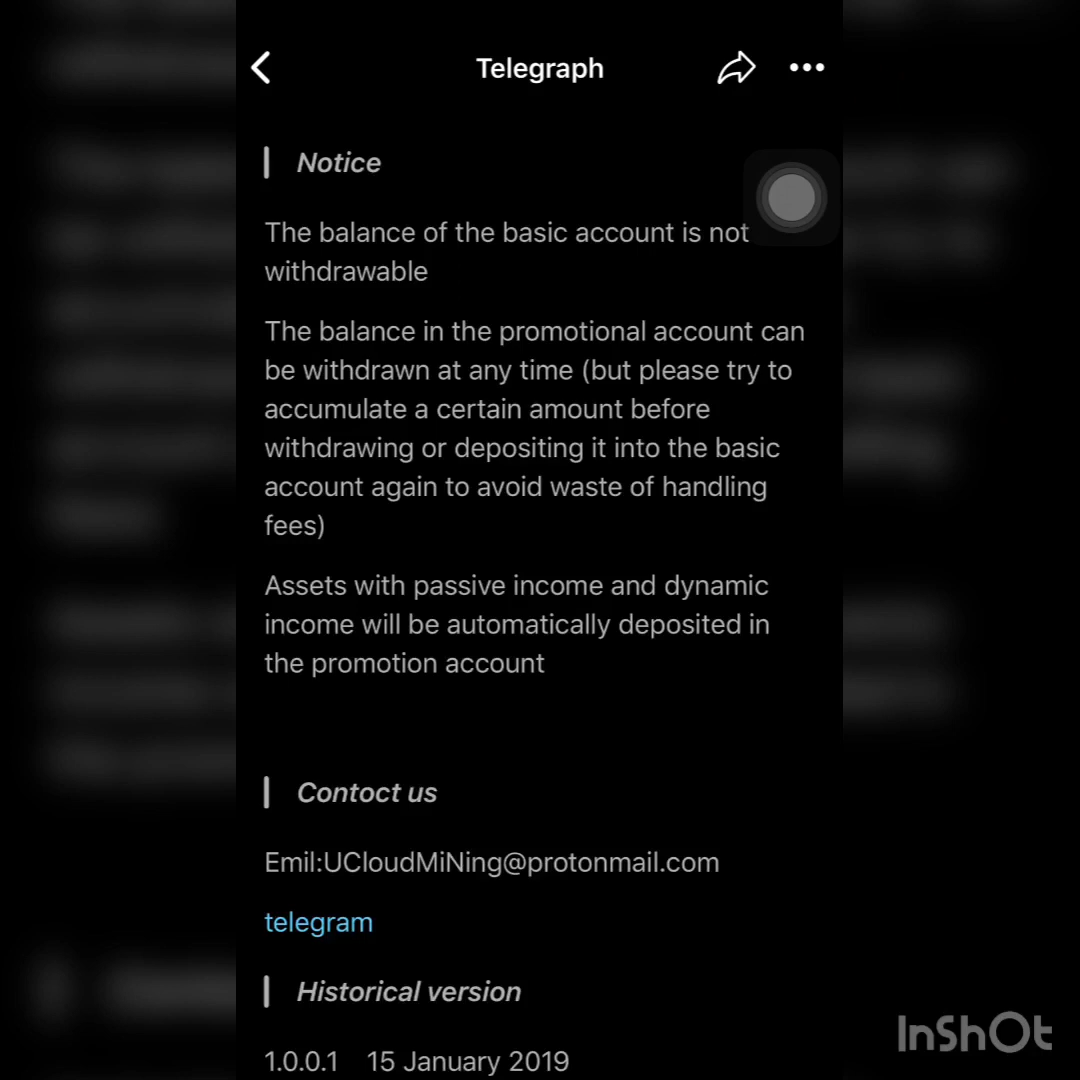 Telegraph
Notice
The balance of the basic account is not
withdrawable
The balance in the promotional account can
be withdrawn at any time (but please try to
accumulate a certain amount before
withdrawing or depositing it into the basic
account again to avoid waste of handling
fees)
Assets with passive income and dynamic
income will be automatically deposited in
the promotion account
Contoct us
Emil:UCloudMiNing@protonmail.com
telegram
Historical version
1.0.0.1 15 January 2019
InShOt